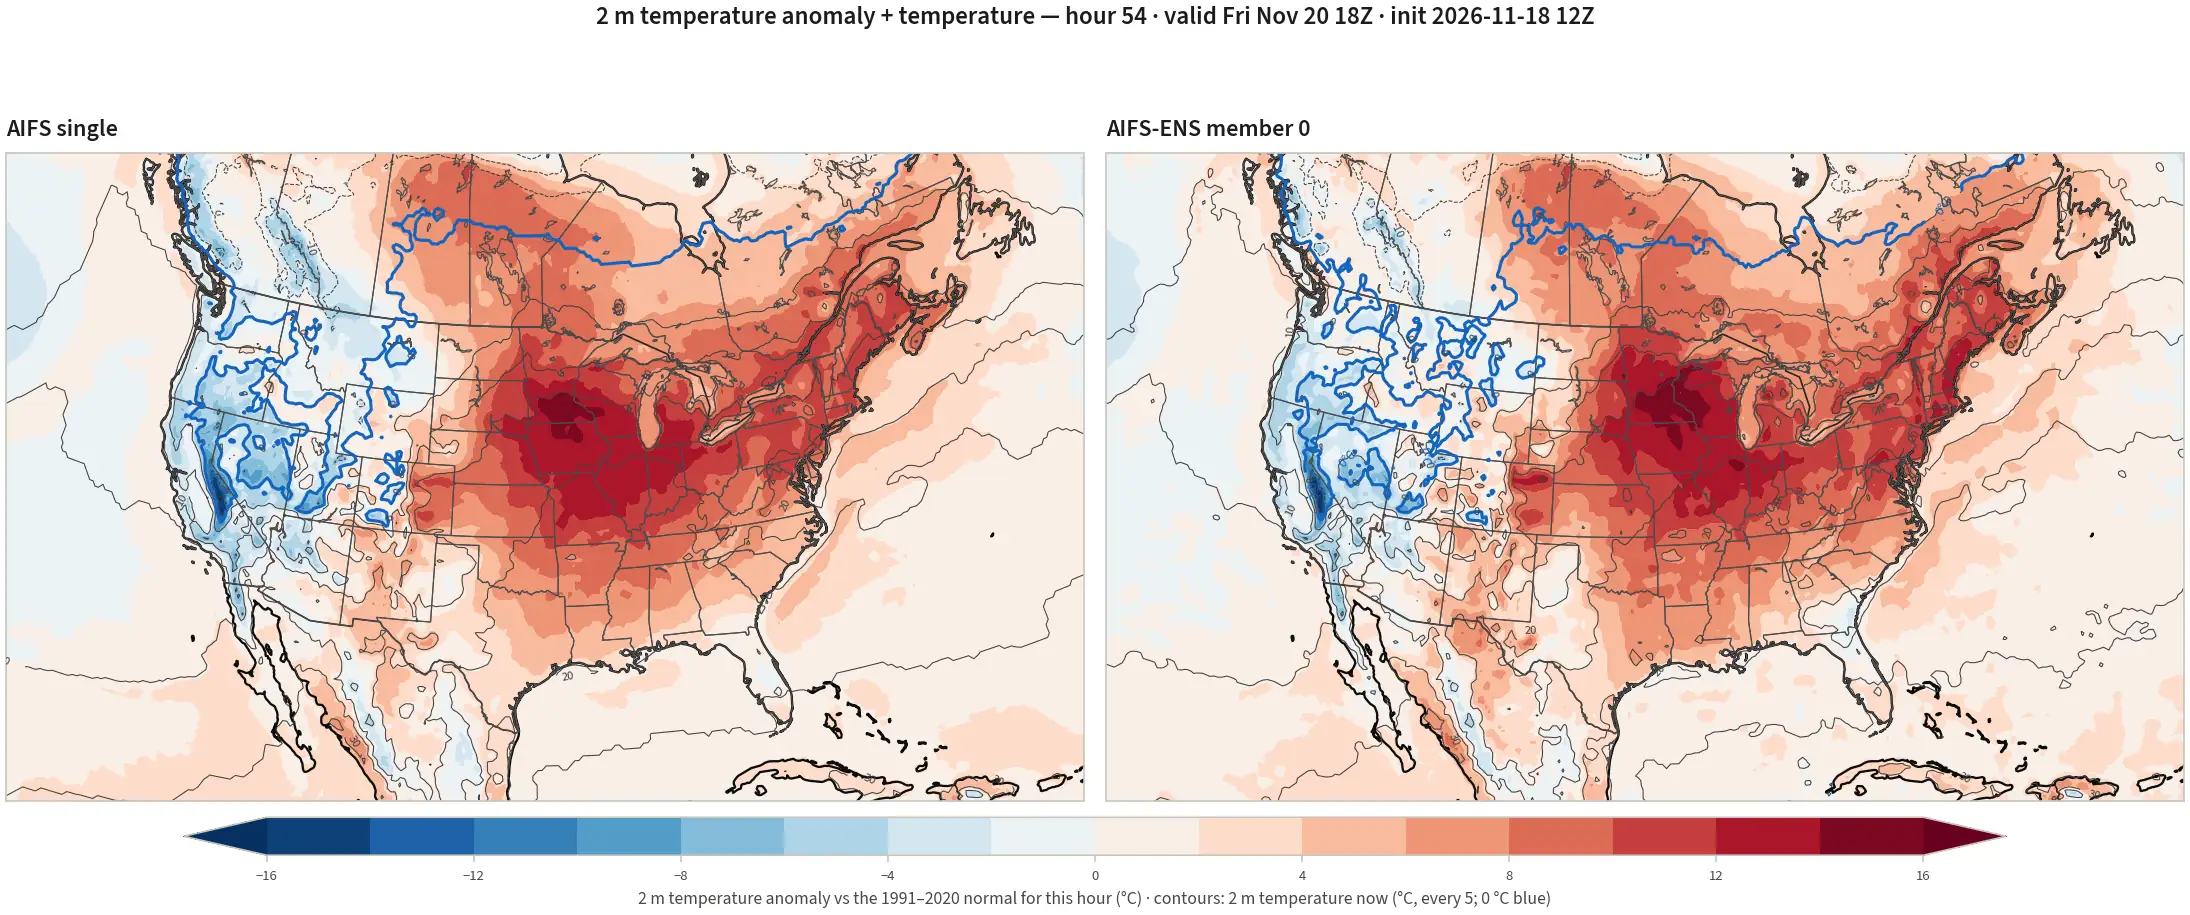 2 m temperature anomaly + temperature — hour 54 · valid Fri Nov 20 18Z · init 2026-11-18 12Z
AIFS single
AIFS-ENS member 0
20
20
−16
−12
−8
−4
0
4
8
12
16
2 m temperature anomaly vs the 1991–2020 normal for this hour (°C) · contours: 2 m temperature now (°C, every 5; 0 °C blue)